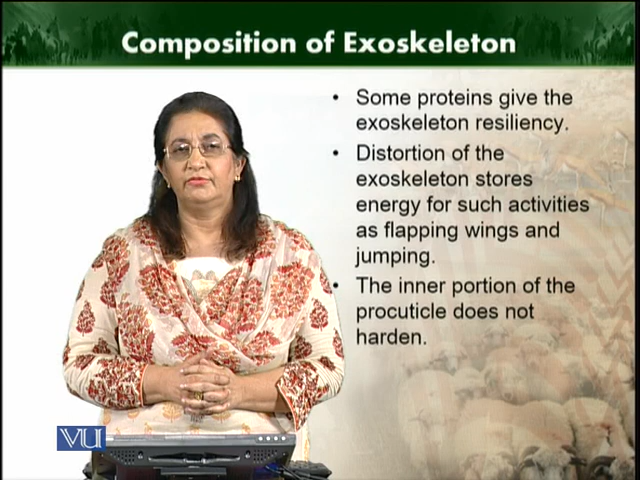 Composition of Exoskeleton
• Some proteins give the
exoskeleton resiliency.
• Distortion of the
exoskeleton stores
energy for such activities
as flapping wings and
jumping.
• The inner portion of the
procuticle does not
harden.
VU